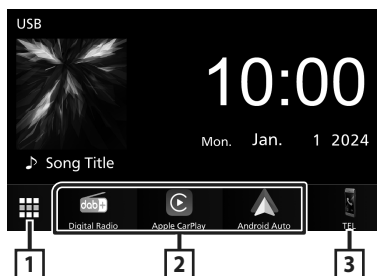 USB
10:00
Mon. Jan. 1 2024
Song Title
dab+
Digital Radio
Apple CarPlay
Android Auto
TEL
1
2
3